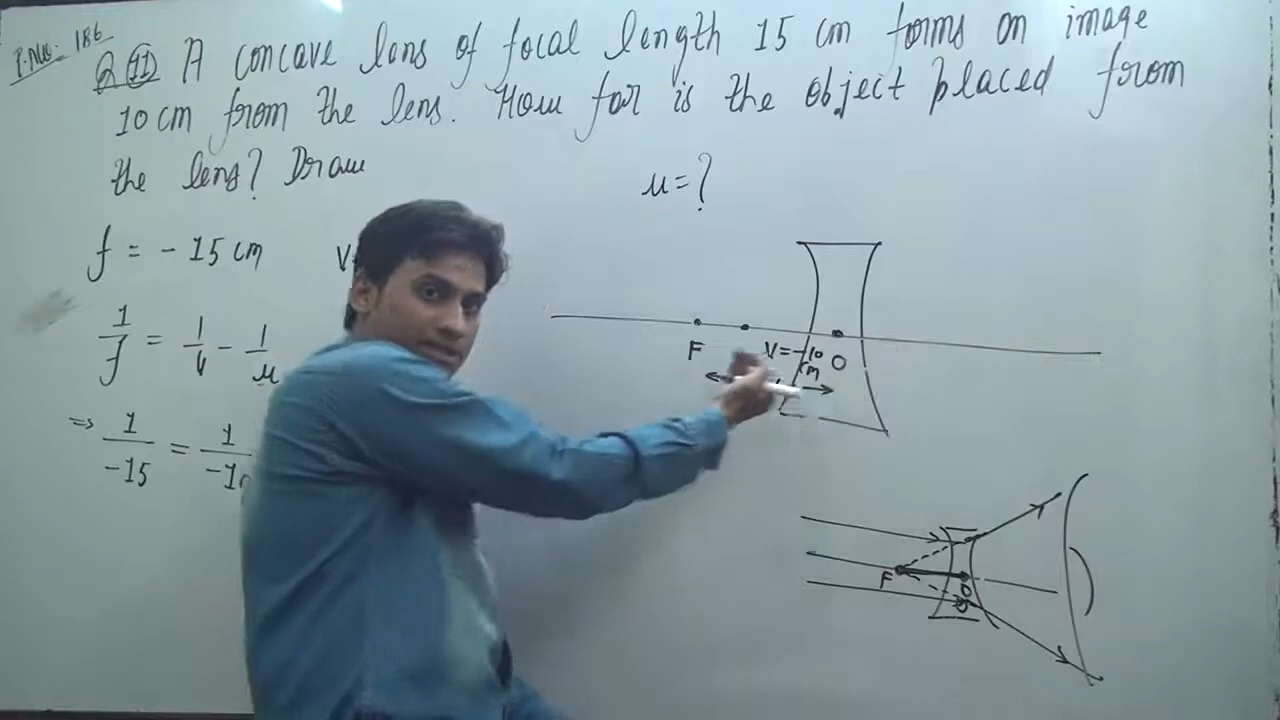 P.No:- 186
Q 11 A concave lens of focal length 15 cm forms an image
10 cm from the lens. How far is the object placed from
the lens? Draw
u = ?
f = - 15 cm
V
1/f = 1/v - 1/u
=> 1/-15 = 1/-10
F
V = -10 cm
O
F
O